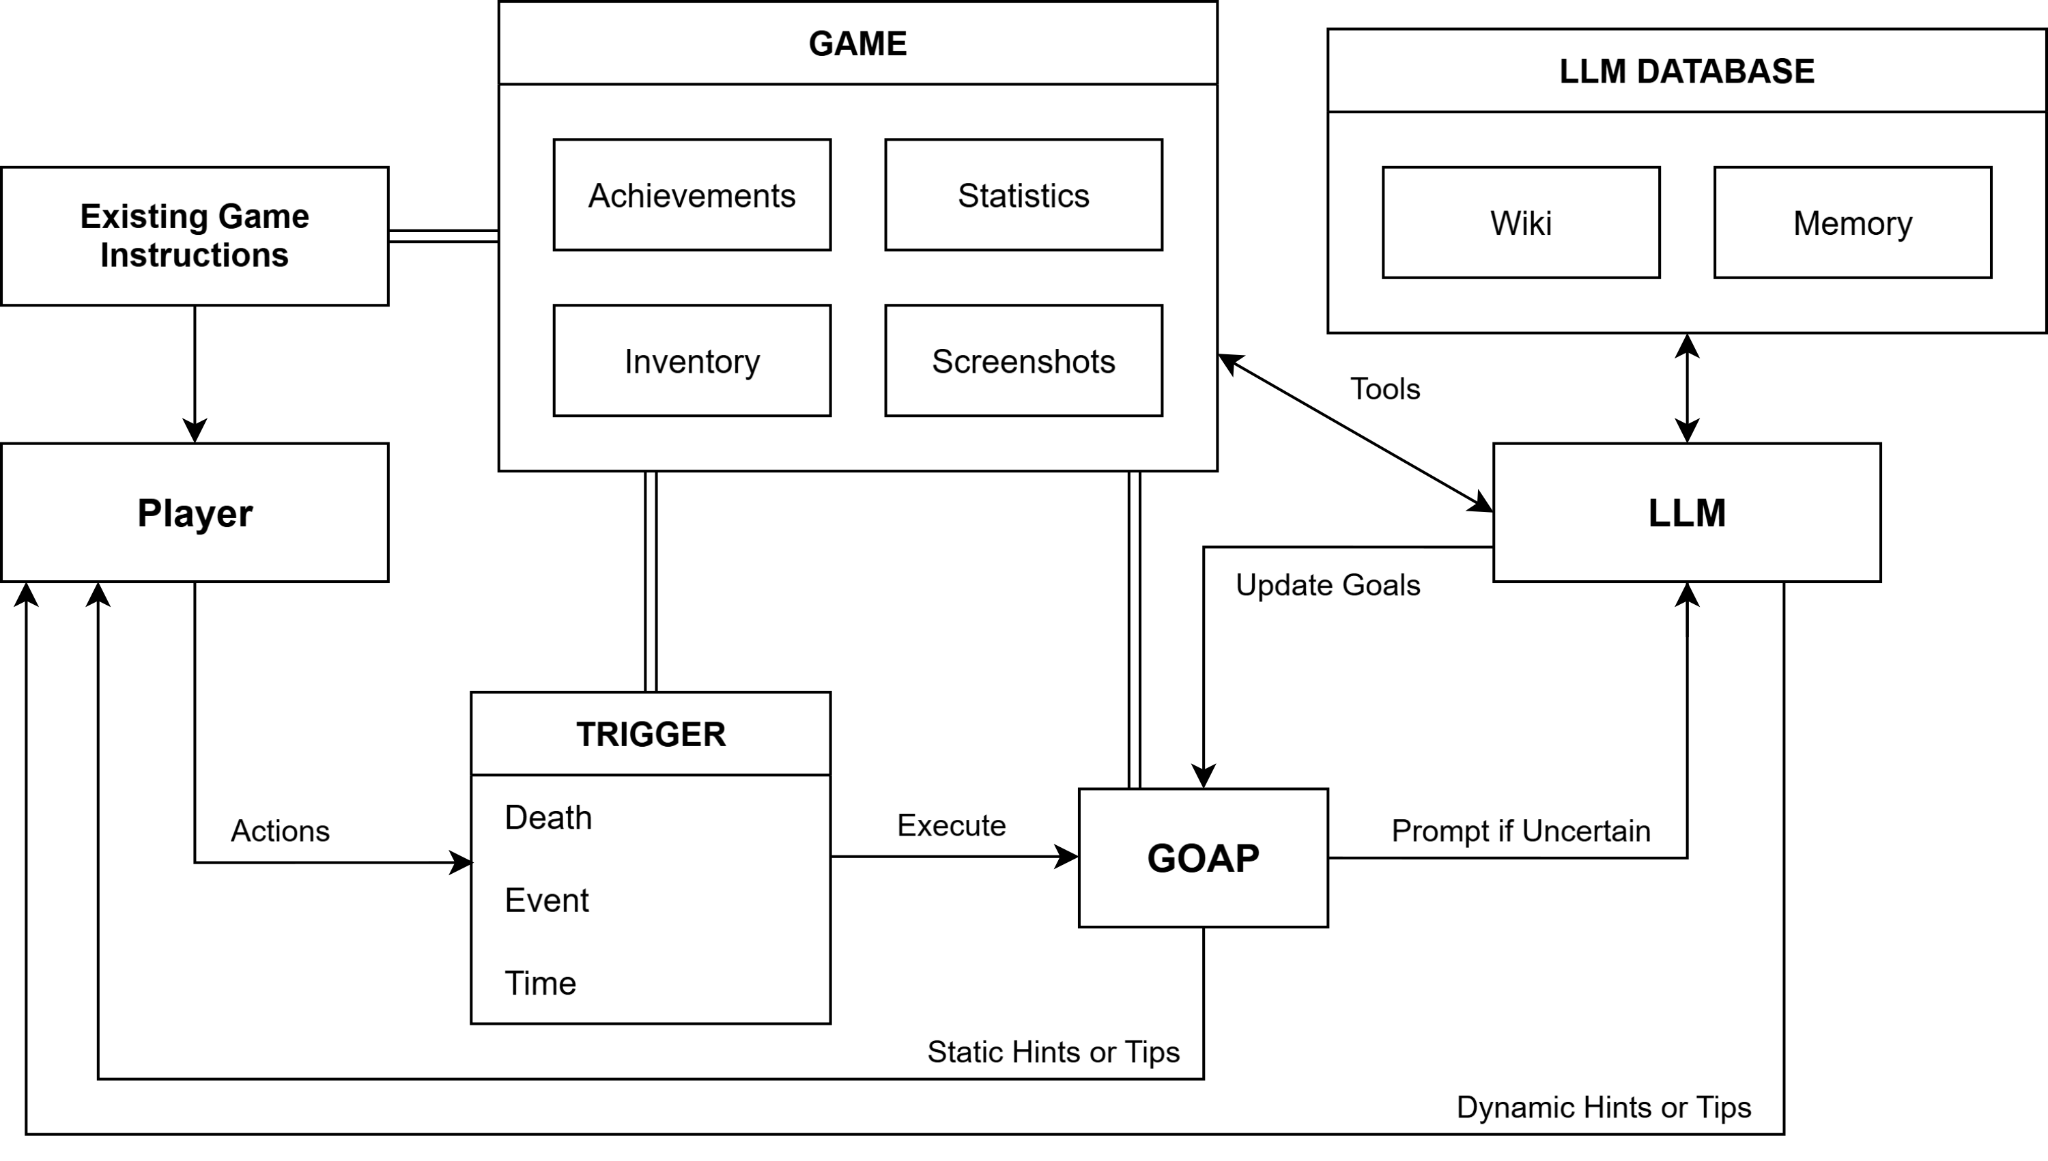 GAME
LLM DATABASE
Achievements
Statistics
Wiki
Memory
Existing Game
Instructions
Inventory
Screenshots
Tools
Player
LLM
Update Goals
TRIGGER
Death
Event
Time
Actions
Execute
GOAP
Prompt if Uncertain
Static Hints or Tips
Dynamic Hints or Tips